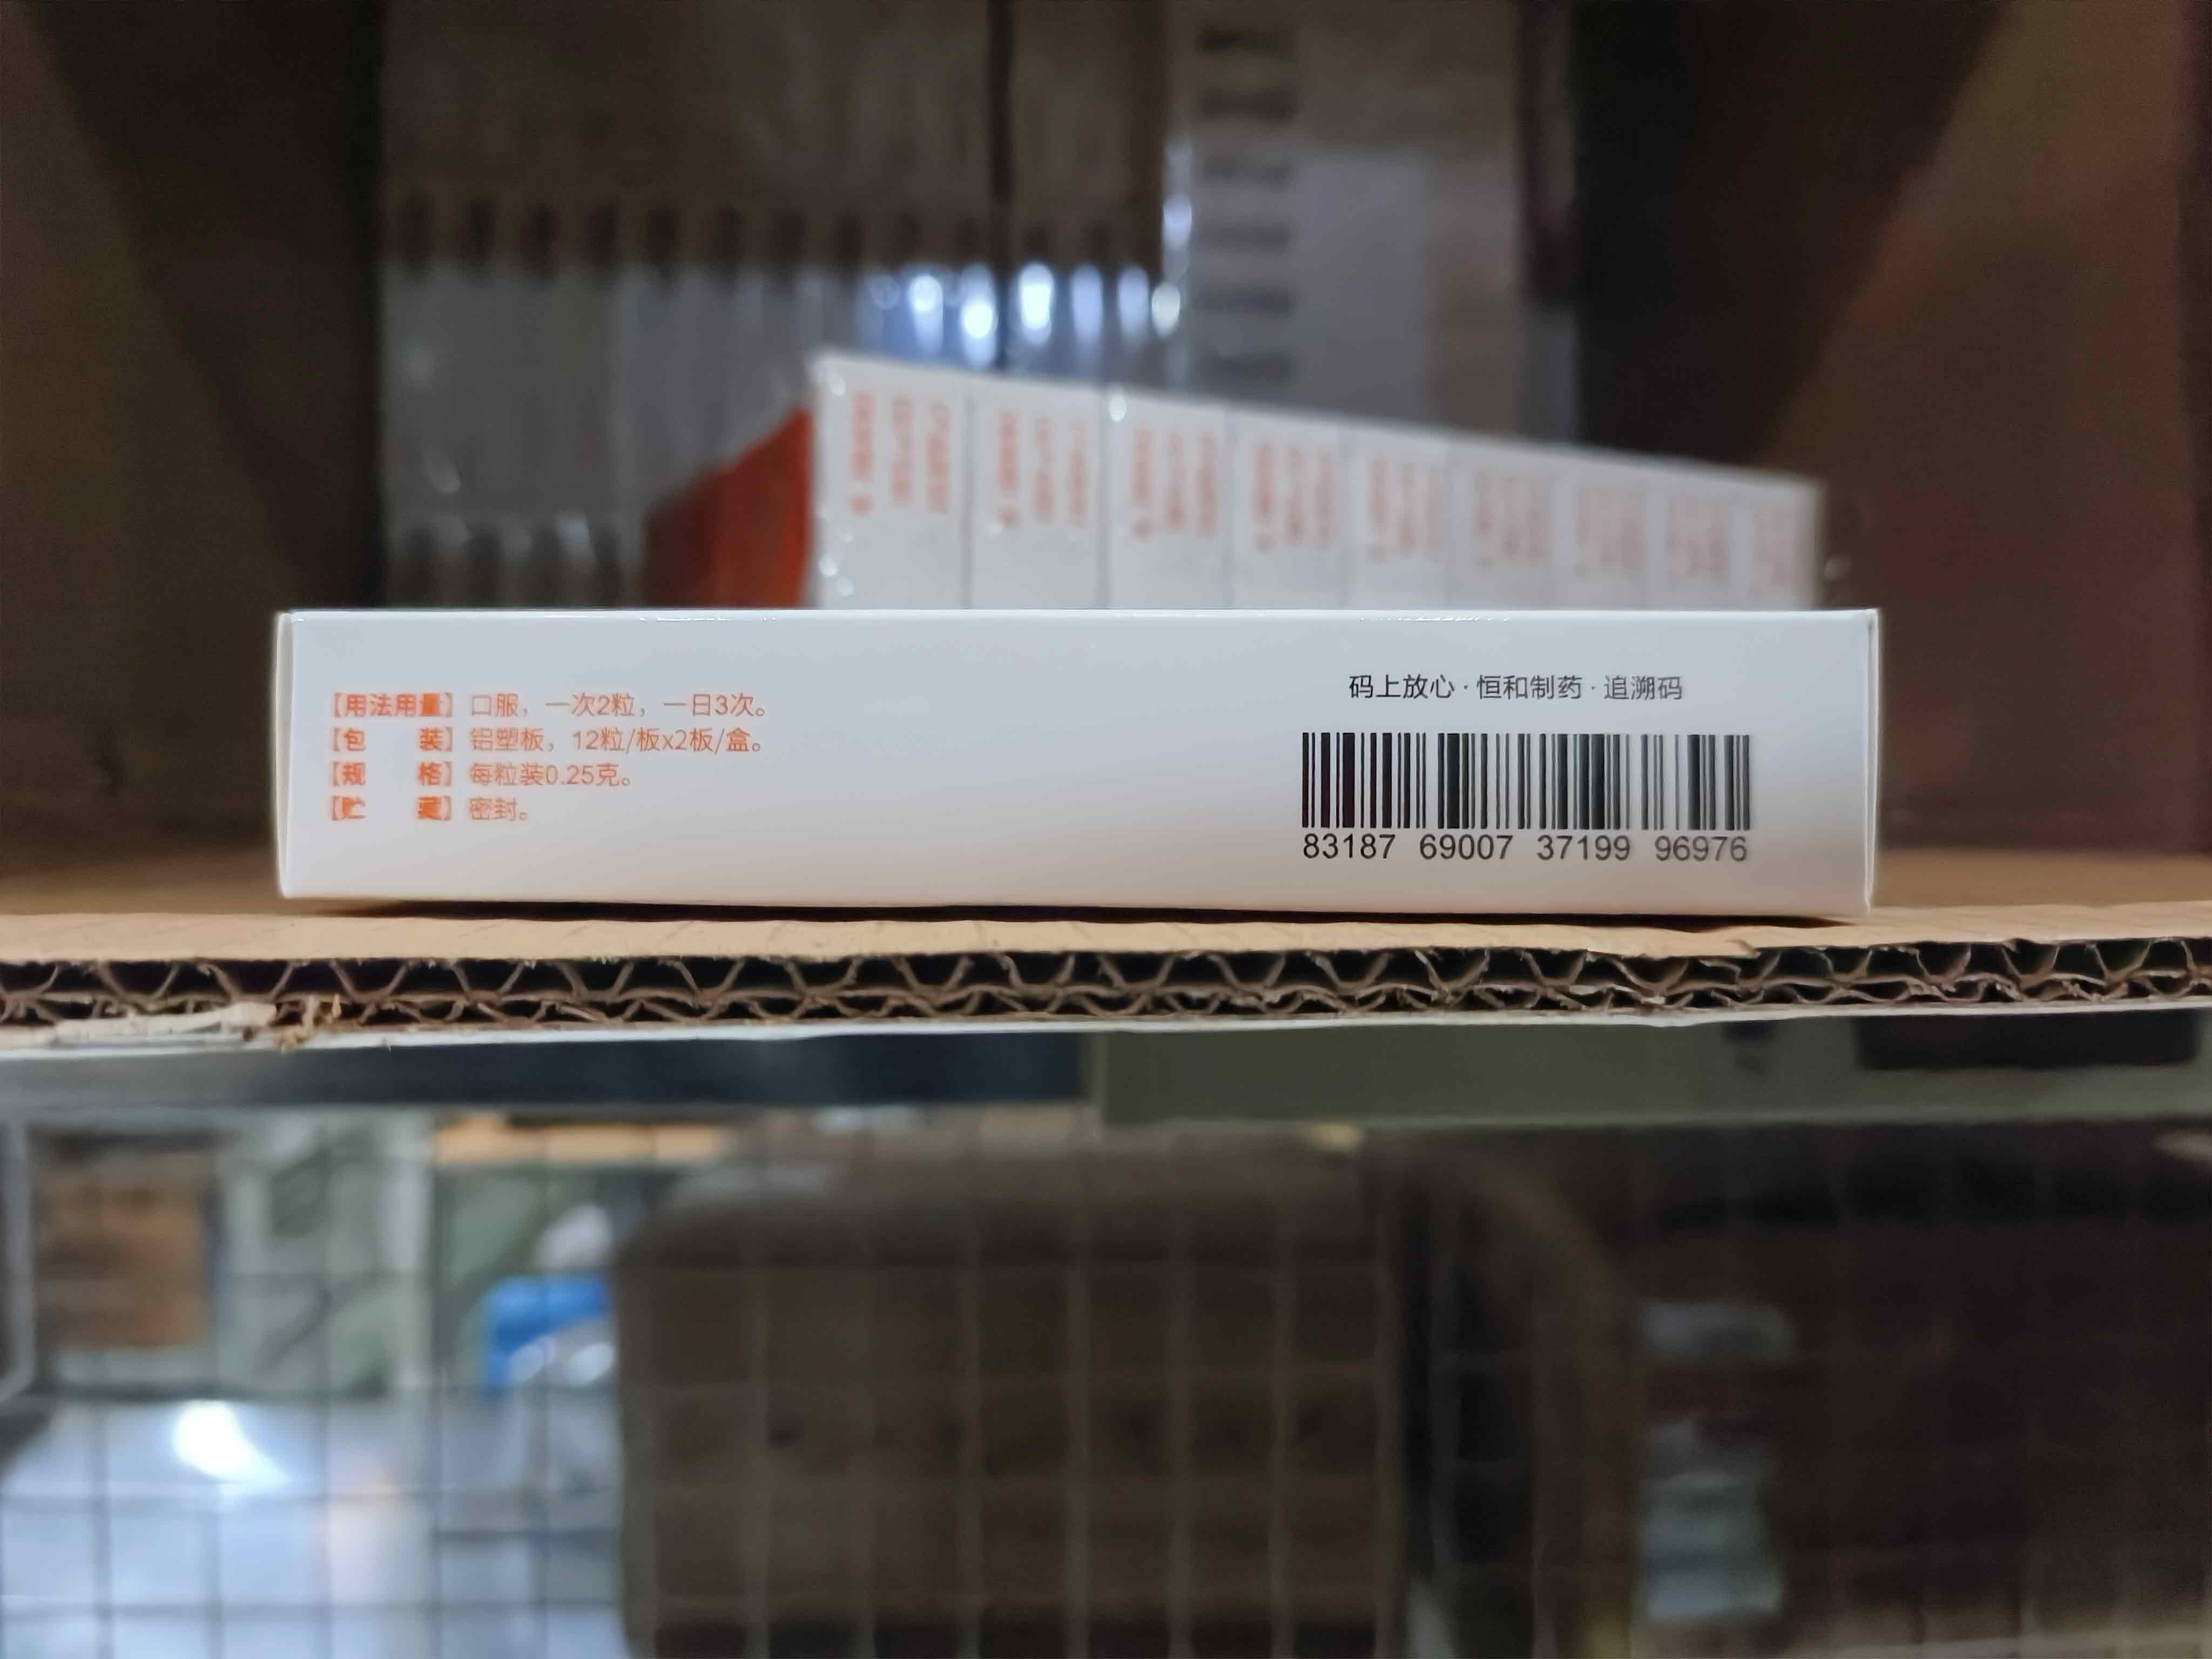 【用法用量】口服，一次2粒，一日3次。
【包　　装】铝塑板，12粒/板x2板/盒。
【规　　格】每粒装0.25克。
【贮　　藏】密封。
码上放心·恒和制药·追溯码
83187 69007 37199 96976